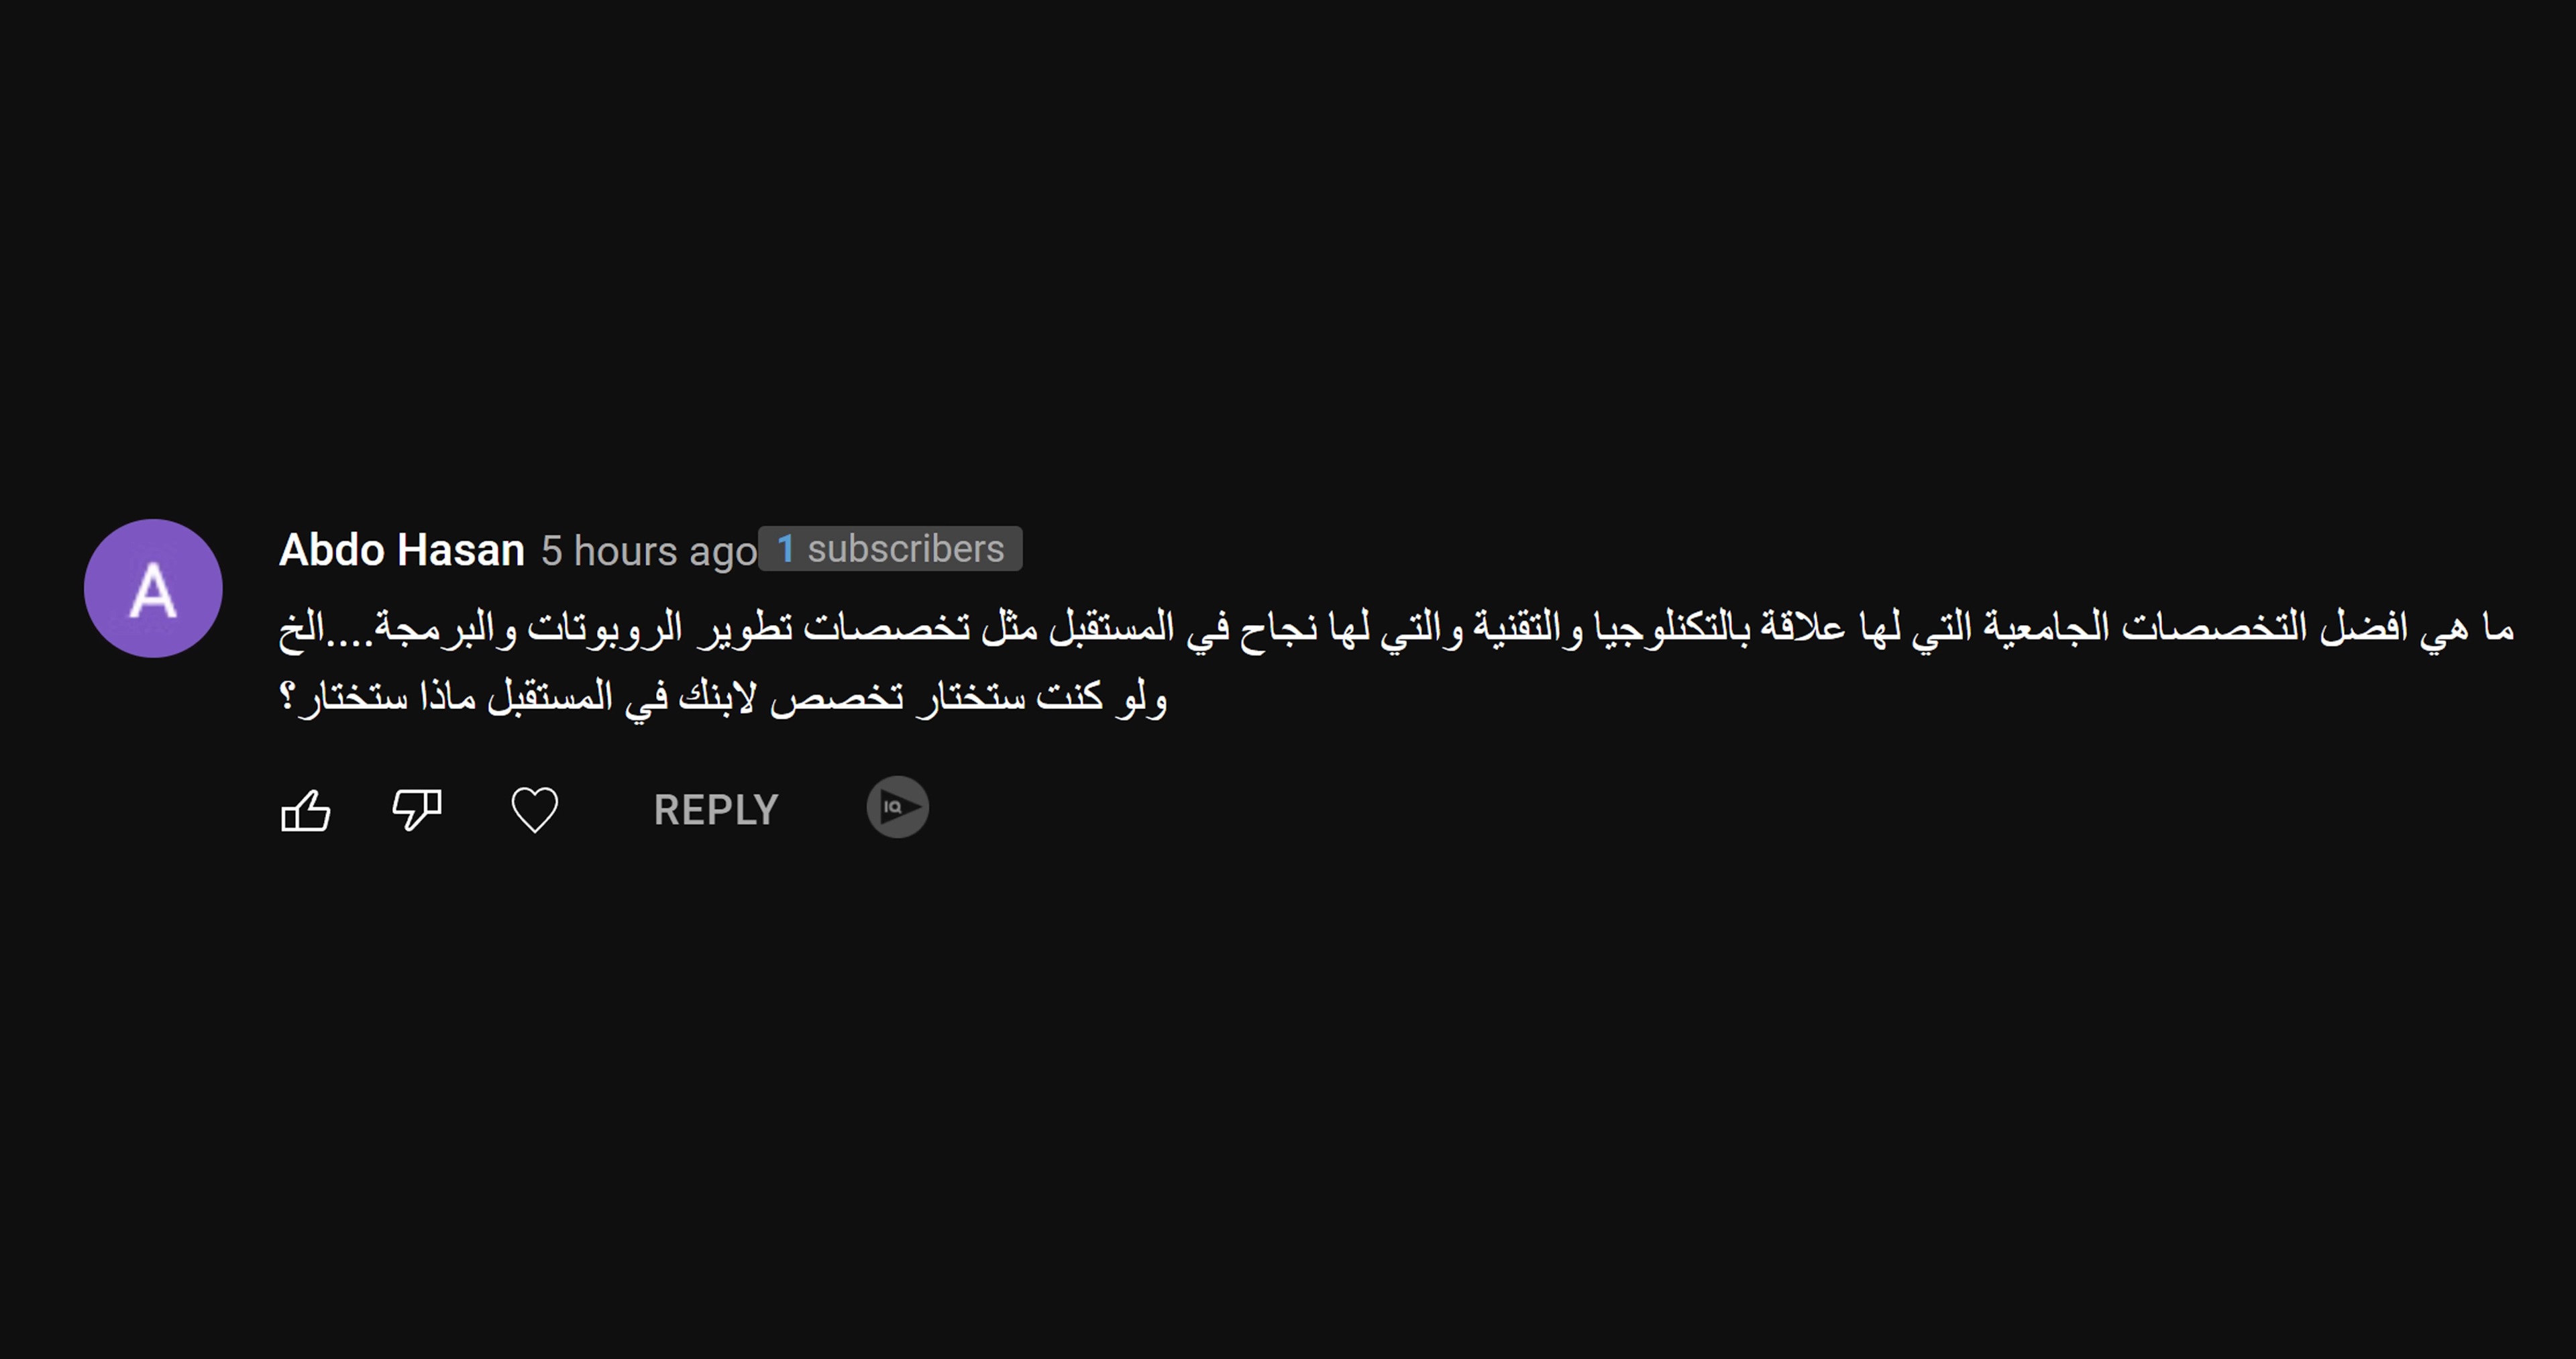 A
Abdo Hasan 5 hours ago 1 subscribers
ما هي افضل التخصصات الجامعية التي لها علاقة بالتكنلوجيا والتقنية والتي لها نجاح في المستقبل مثل تخصصات تطوير الروبوتات والبرمجة....الخ
ولو كنت ستختار تخصص لابنك في المستقبل ماذا ستختار؟
REPLY
IQ